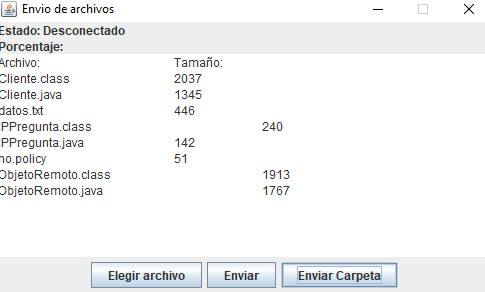 Envio de archivos
Estado: Desconectado
Porcentaje:
Archivo: Tamaño:
Cliente.class 2037
Cliente.java 1345
datos.txt 446
IPPregunta.class 240
IPPregunta.java 142
no.policy 51
ObjetoRemoto.class 1913
ObjetoRemoto.java 1767
Elegir archivo Enviar Enviar Carpeta